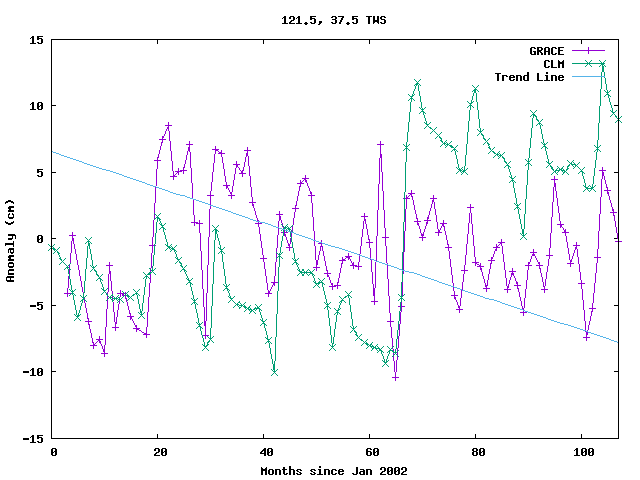 121.5, 37.5 TWS
GRACE
CLM
Trend Line
15
10
5
0
-5
-10
-15
Anomaly (cm)
0 20 40 60 80 100
Months since Jan 2002